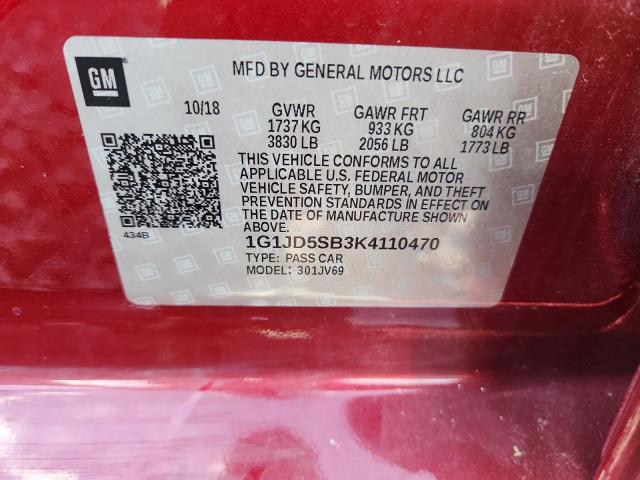 GM
MFD BY GENERAL MOTORS LLC
10/18
GVWR GAWR FRT GAWR RR
1737 KG 933 KG 804 KG
3830 LB 2056 LB 1773 LB
THIS VEHICLE CONFORMS TO ALL
APPLICABLE U.S. FEDERAL MOTOR
VEHICLE SAFETY, BUMPER, AND THEFT
PREVENTION STANDARDS IN EFFECT ON
THE DATE OF MANUFACTURE SHOWN
ABOVE.
434B
1G1JD5SB3K4110470
TYPE: PASS CAR
MODEL: 301JV69